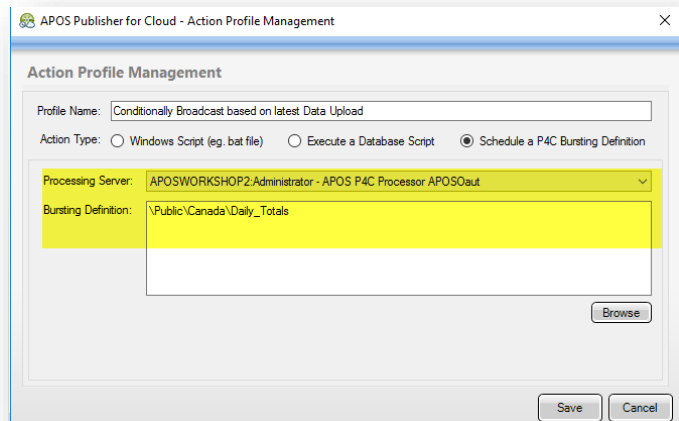 APOS Publisher for Cloud - Action Profile Management
Action Profile Management
Profile Name: Conditionally Broadcast based on latest Data Upload
Action Type: Windows Script (eg. bat file) Execute a Database Script Schedule a P4C Bursting Definition
Processing Server: APOSWORKSHOP2:Administrator - APOS P4C Processor APOSOaut
Bursting Definition: \Public\Canada\Daily_Totals
Browse
Save Cancel